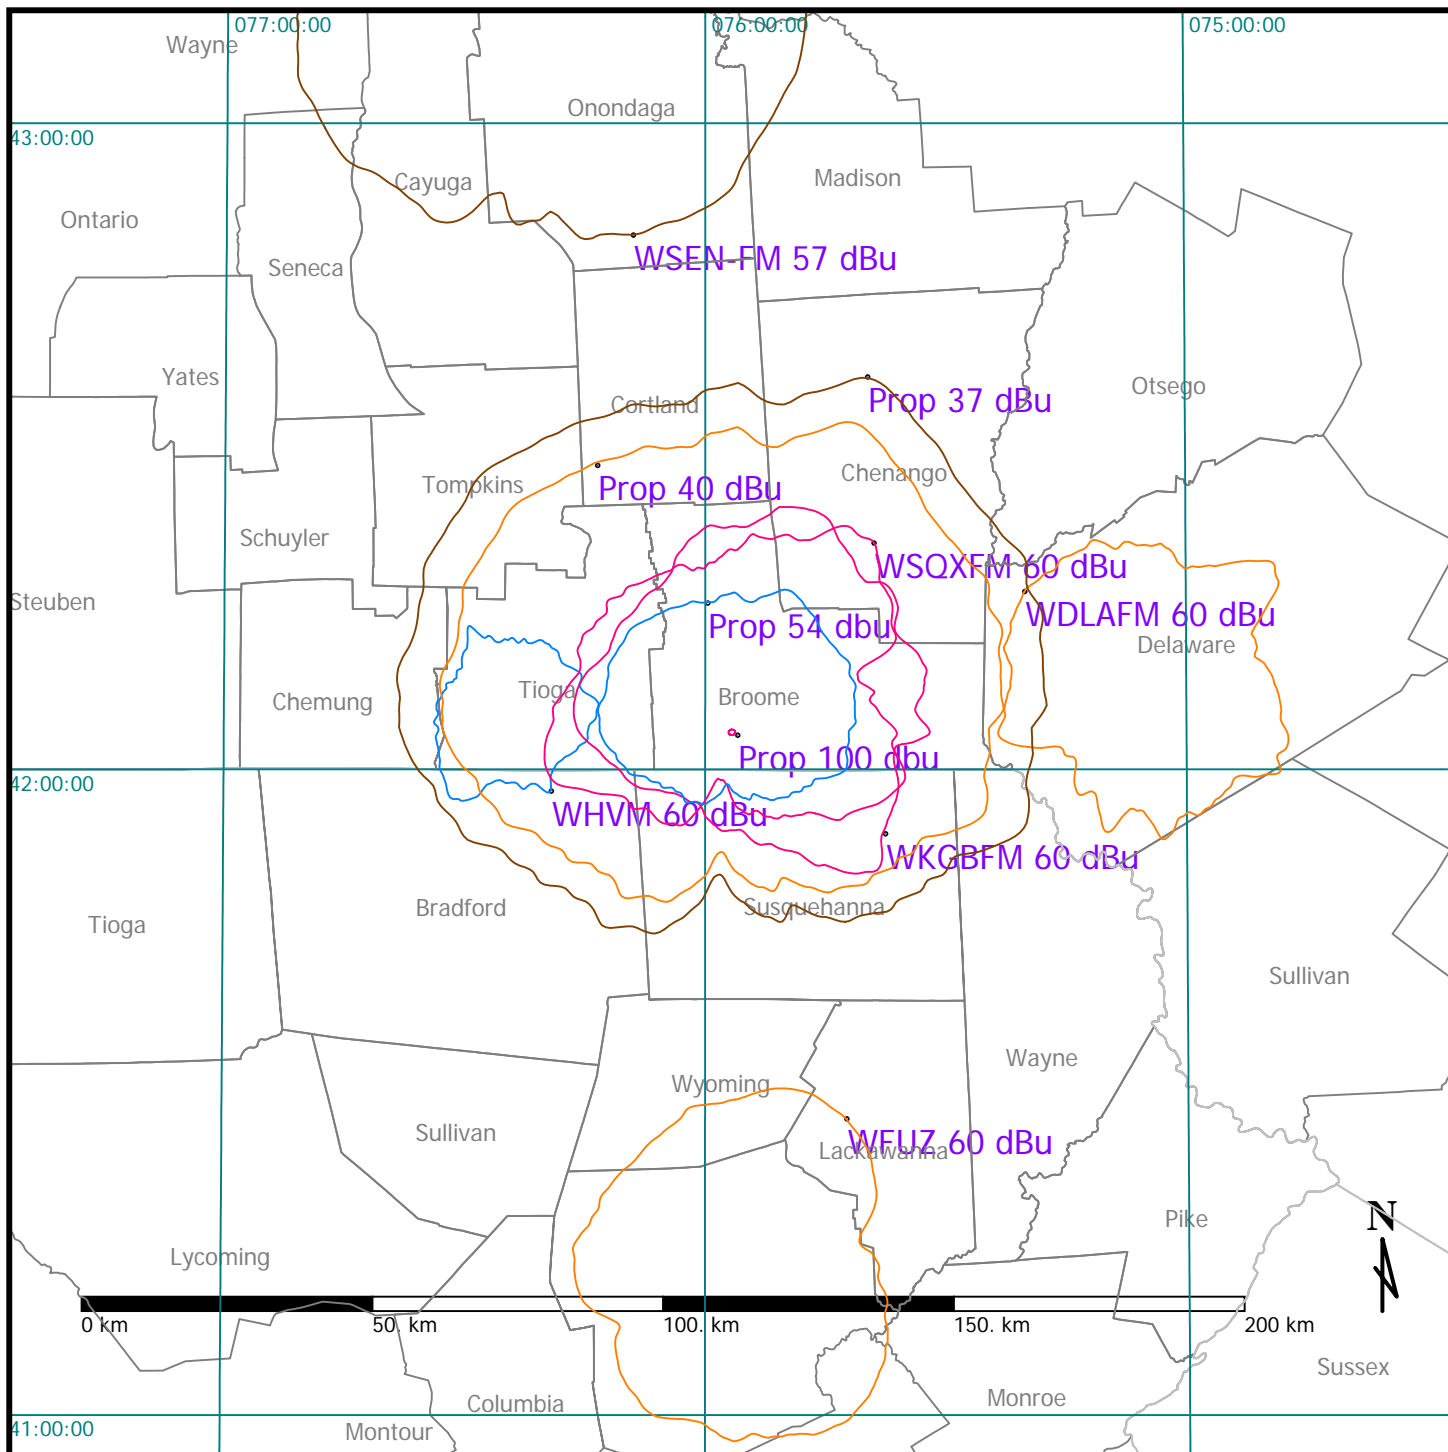 077:00:00
076:00:00
075:00:00
Wayne
Onondaga
43:00:00
Cayuga
Madison
Ontario
WSEN-FM 57 dBu
Seneca
Yates
Otsego
Prop 37 dBu
Cortland
Chenango
Tompkins
Prop 40 dBu
Schuyler
WSQXFM 60 dBu
Steuben
WDLAFM 60 dBu
Prop 54 dbu
Delaware
Tioga
Broome
Chemung
Prop 100 dbu
42:00:00
WHVM 60 dBu
WKGBFM 60 dBu
Bradford
Susquehanna
Tioga
Sullivan
Wayne
Wyoming
Sullivan
WFUZ 60 dBu
Lackawanna
Pike
N
Lycoming
0 km
50. km
100. km
150. km
200 km
Sussex
Monroe
Columbia
41:00:00
Montour